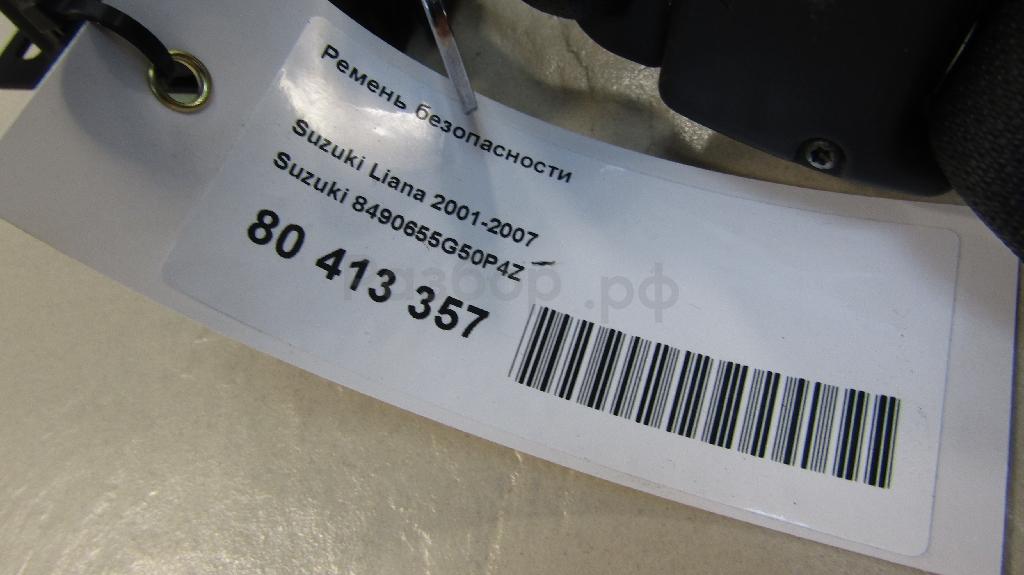 Ремень безопасности
Suzuki Liana 2001-2007
Suzuki 8490655G50P4Z
80 413 357
Разбор.рф